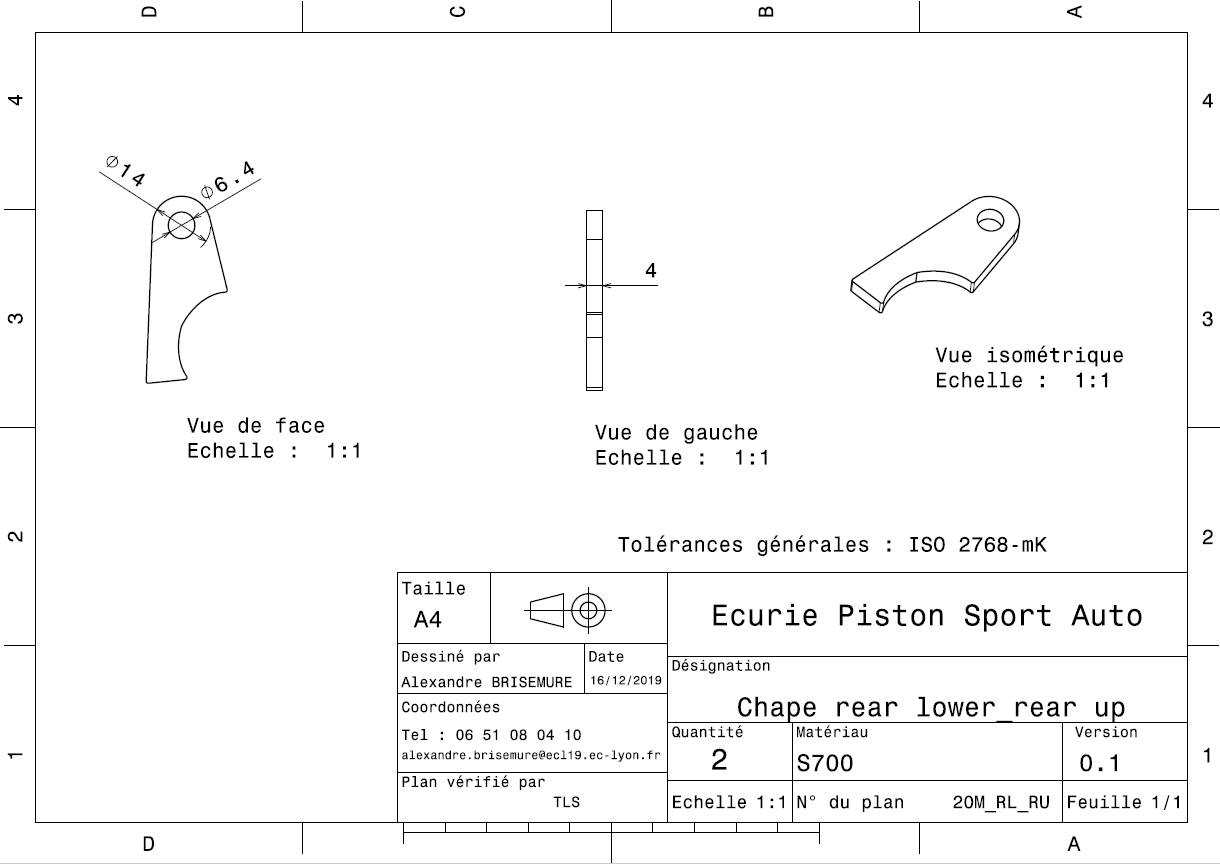 D C B A
4 4
⌀14 ⌀6.4
4
3 3
Vue isométrique
Echelle : 1:1
Vue de face
Echelle : 1:1
Vue de gauche
Echelle : 1:1
2 2
Tolérances générales : ISO 2768-mK
Taille
A4
Ecurie Piston Sport Auto
Dessiné par
Alexandre BRISEMURE
Date
16/12/2019
Désignation
Chape rear lower_rear up
Coordonnées
Tel : 06 51 08 04 10
alexandre.brisemure@ecl19.ec-lyon.fr
Quantité
2
Matériau
S700
Version
0.1
1 1
Plan vérifié par
TLS
Echelle 1:1
N° du plan 20M_RL_RU
Feuille 1/1
D A